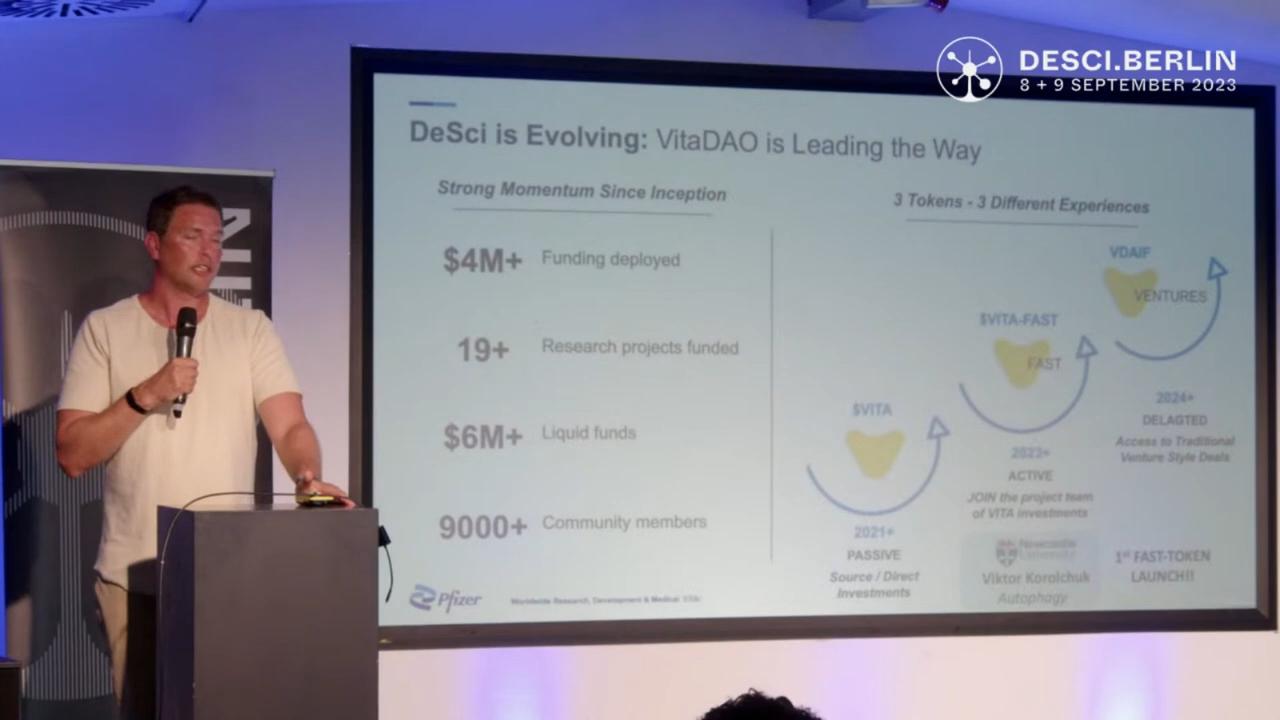 DESCI.BERLIN
8 + 9 SEPTEMBER 2023
DeSci is Evolving: VitaDAO is Leading the Way
Strong Momentum Since Inception
$4M+ Funding deployed
19+ Research projects funded
$6M+ Liquid funds
9000+ Community members
3 Tokens - 3 Different Experiences
$VITA
2021+
PASSIVE
Source / Direct
Investments
$VITA-FAST
FAST
2023+
ACTIVE
JOIN the project team
of VITA investments
Newcastle
University
Viktor Korolchuk
Autophagy
VDAIF
VENTURES
2024+
DELAGTED
Access to Traditional
Venture Style Deals
1st FAST-TOKEN
LAUNCH!!
Pfizer
Worldwide Research, Development & Medical